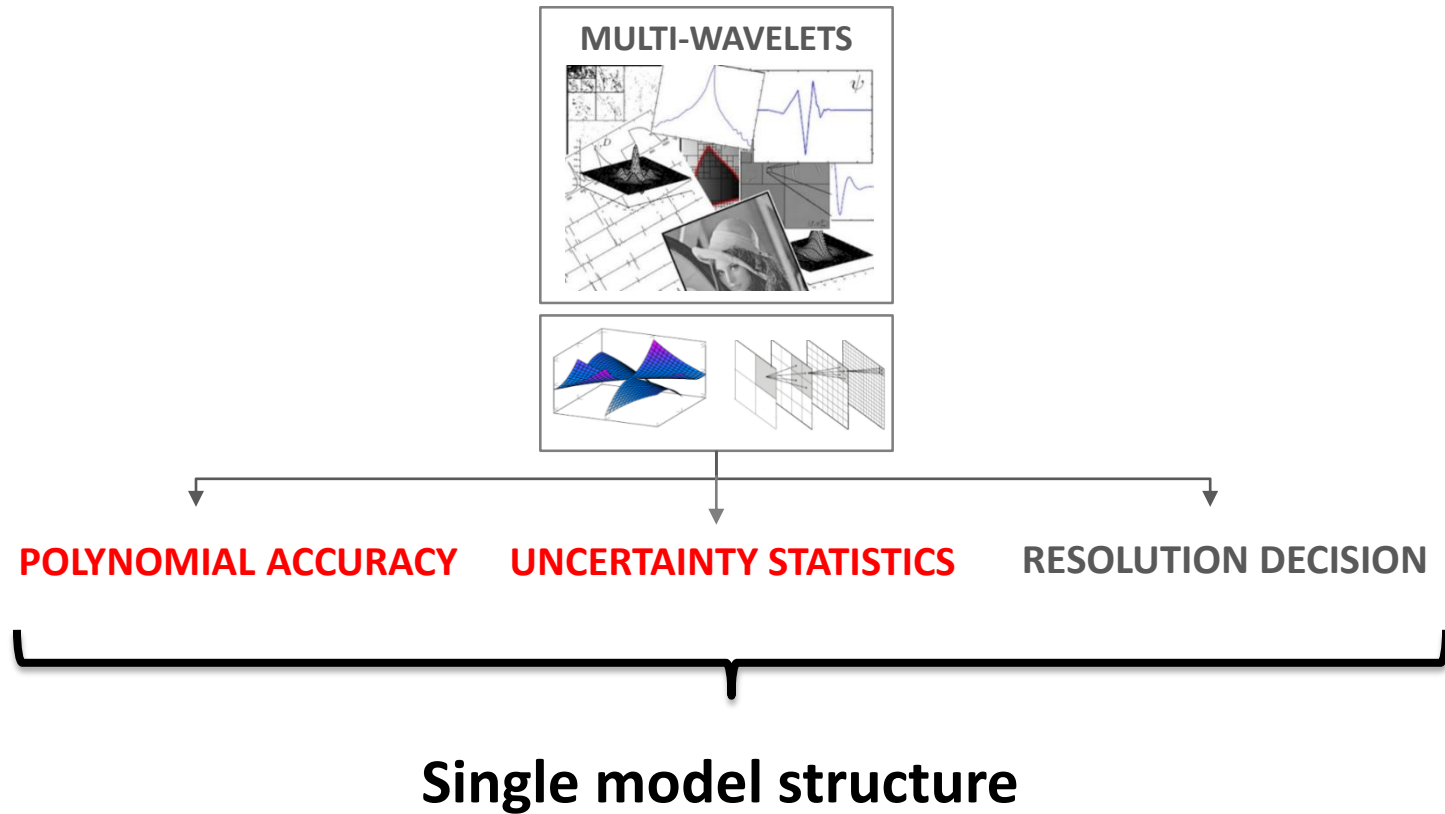 MULTI-WAVELETS
ψ
D
POLYNOMIAL ACCURACY
UNCERTAINTY STATISTICS
RESOLUTION DECISION
Single model structure